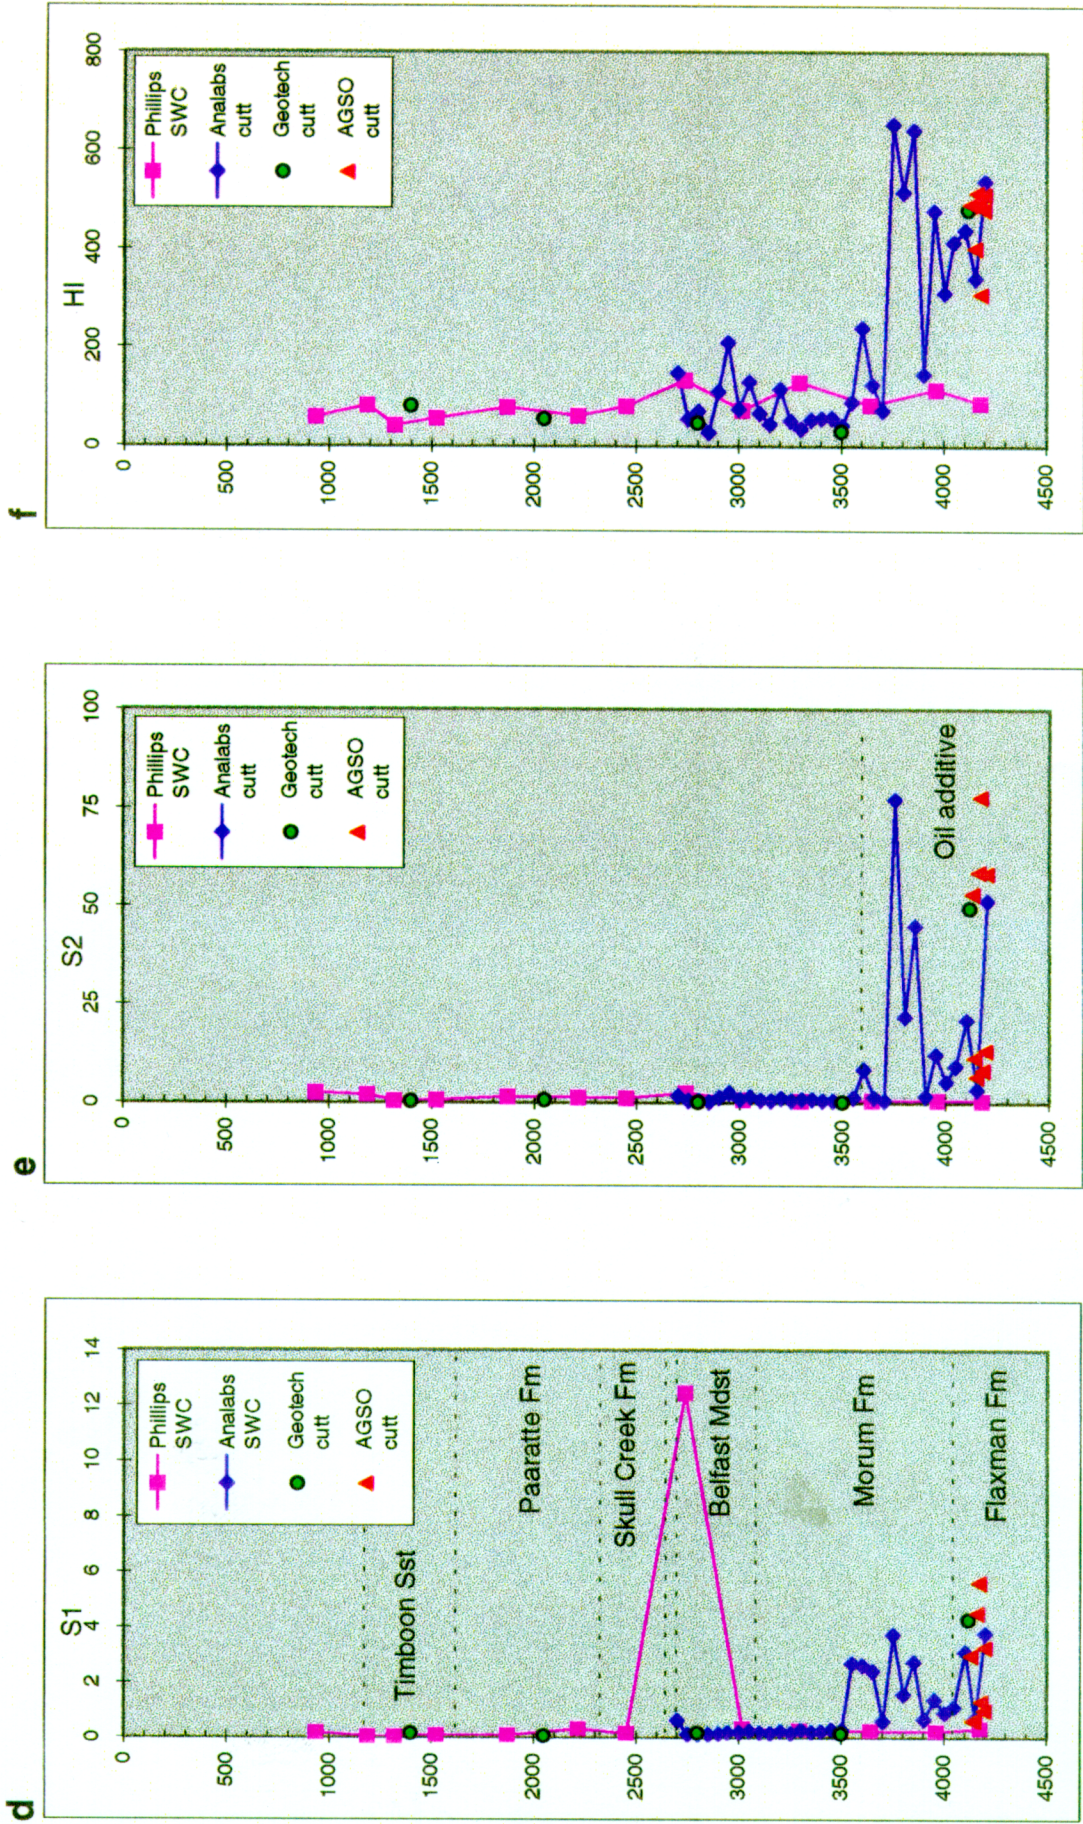 d
S1
0
2
4
6
8
10
12
14
0
500
1000
1500
2000
2500
3000
3500
4000
4500
Phillips
SWC
Analabs
SWC
Geotech
cutt
AGSO
cutt
Timboon Sst
Paaratte Fm
Skull Creek Fm
Belfast Mdst
Morum Fm
Flaxman Fm
e
S2
0
25
50
75
100
0
500
1000
1500
2000
2500
3000
3500
4000
4500
Phillips
SWC
Analabs
cutt
Geotech
cutt
AGSO
cutt
Oil additive
f
HI
0
200
400
600
800
0
500
1000
1500
2000
2500
3000
3500
4000
4500
Phillips
SWC
Analabs
cutt
Geotech
cutt
AGSO
cutt